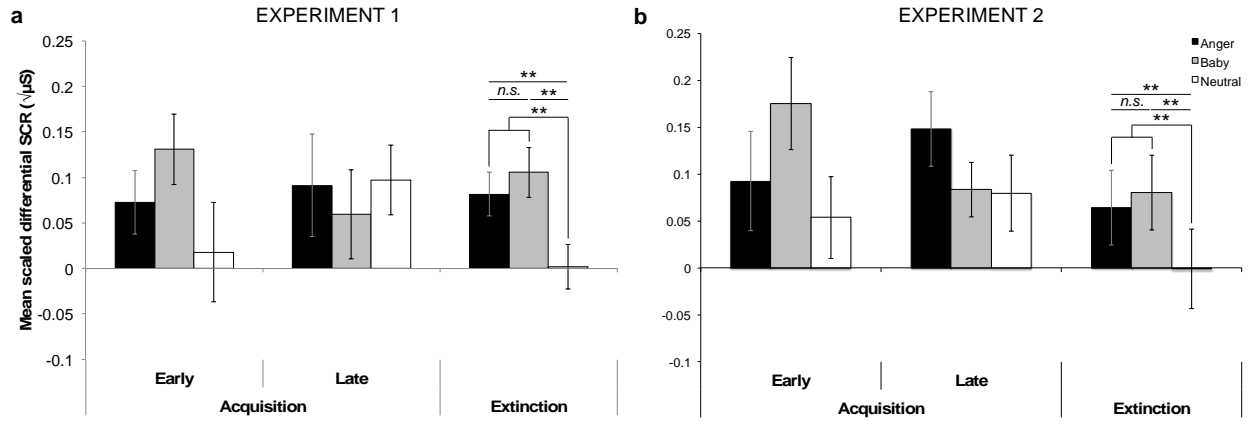 a
EXPERIMENT 1
Mean scaled differential SCR (√µS)
0.25
0.2
0.15
0.1
0.05
0
-0.05
-0.1
**
n.s.
**
**
Early
Late
Acquisition
Extinction
b
EXPERIMENT 2
0.25
0.2
0.15
0.1
0.05
0
-0.05
-0.1
Anger
Baby
Neutral
**
n.s.
**
**
Early
Late
Acquisition
Extinction